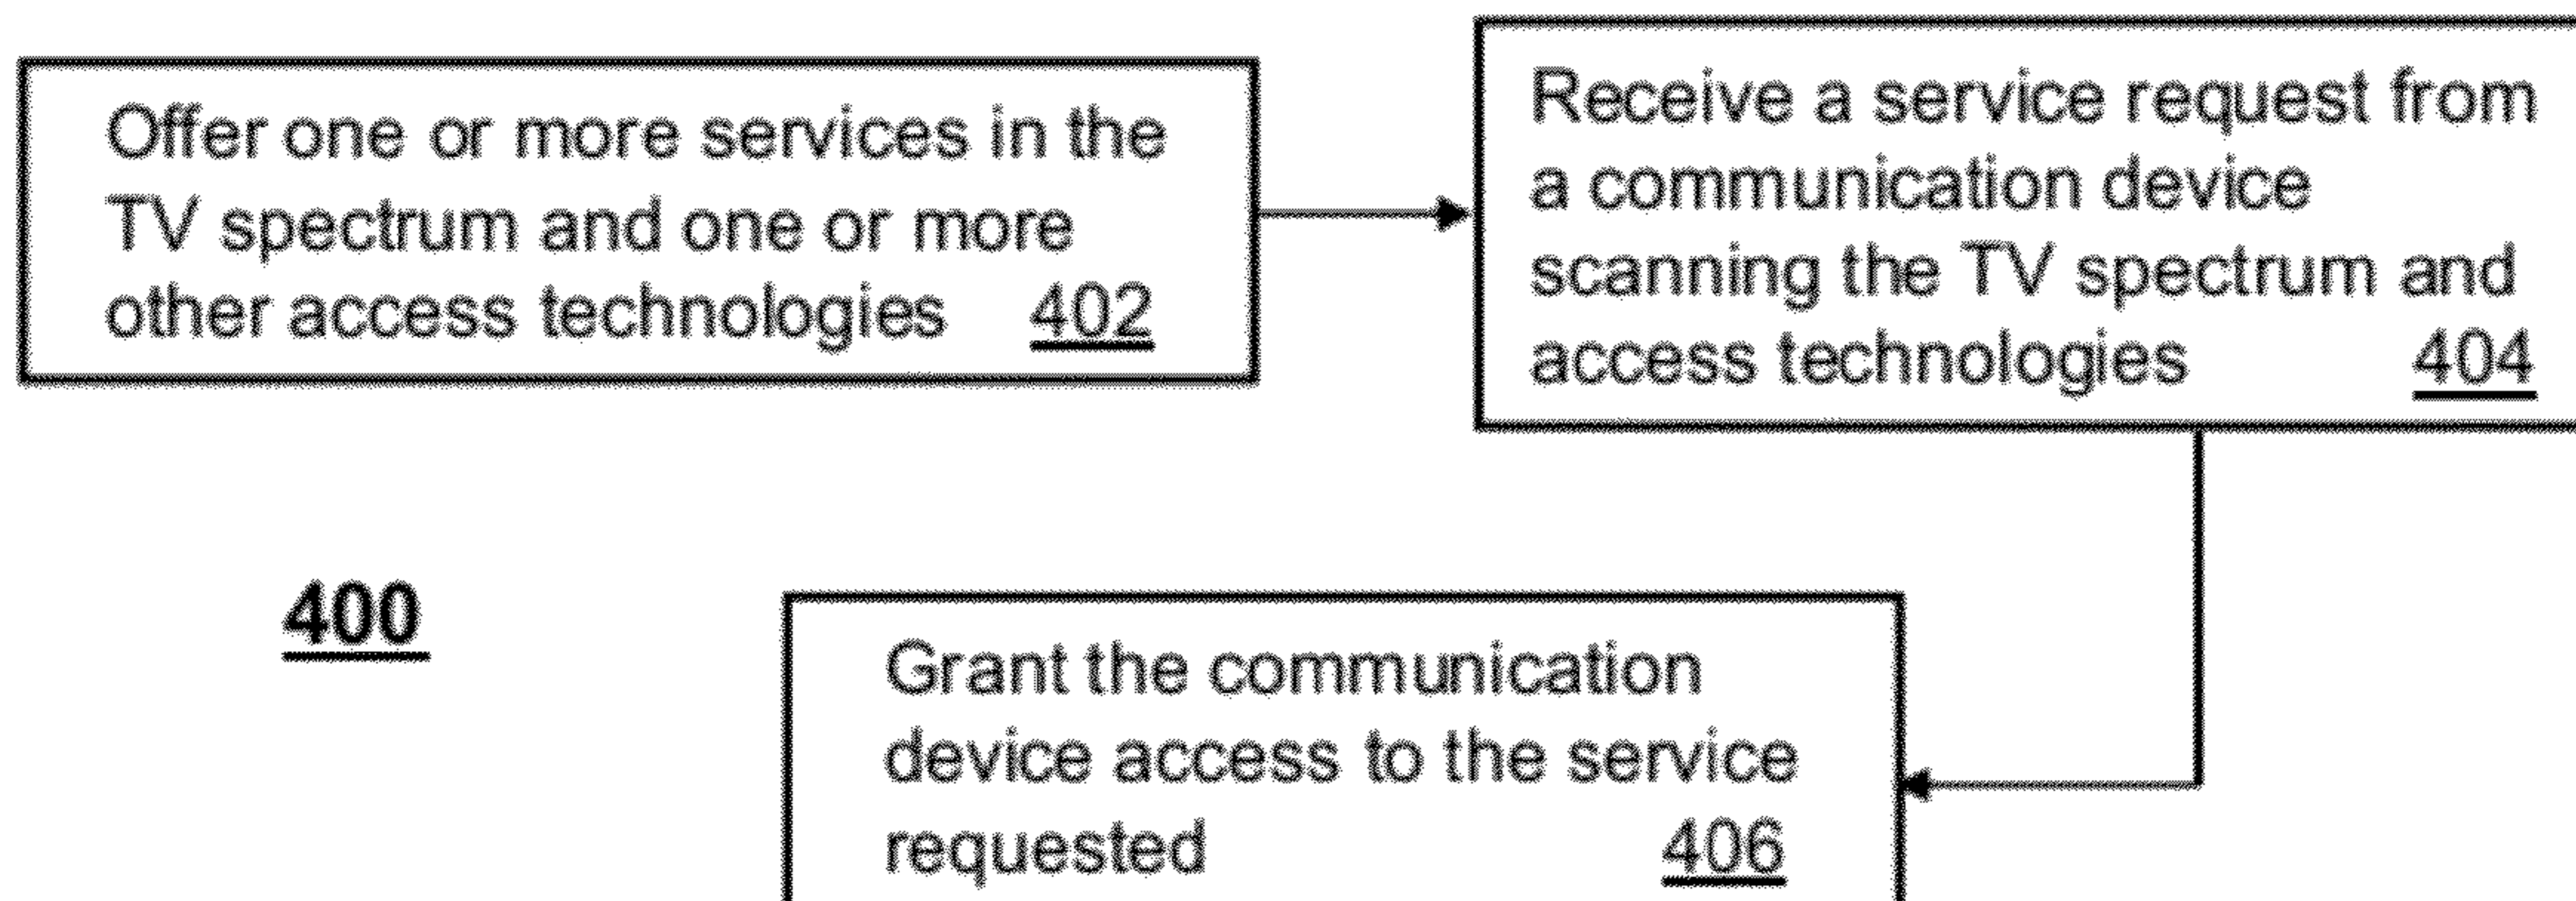 Offer one or more services in the
TV spectrum and one or more
other access technologies 402
Receive a service request from
a communication device
scanning the TV spectrum and
access technologies 404
400
Grant the communication
device access to the service
requested 406